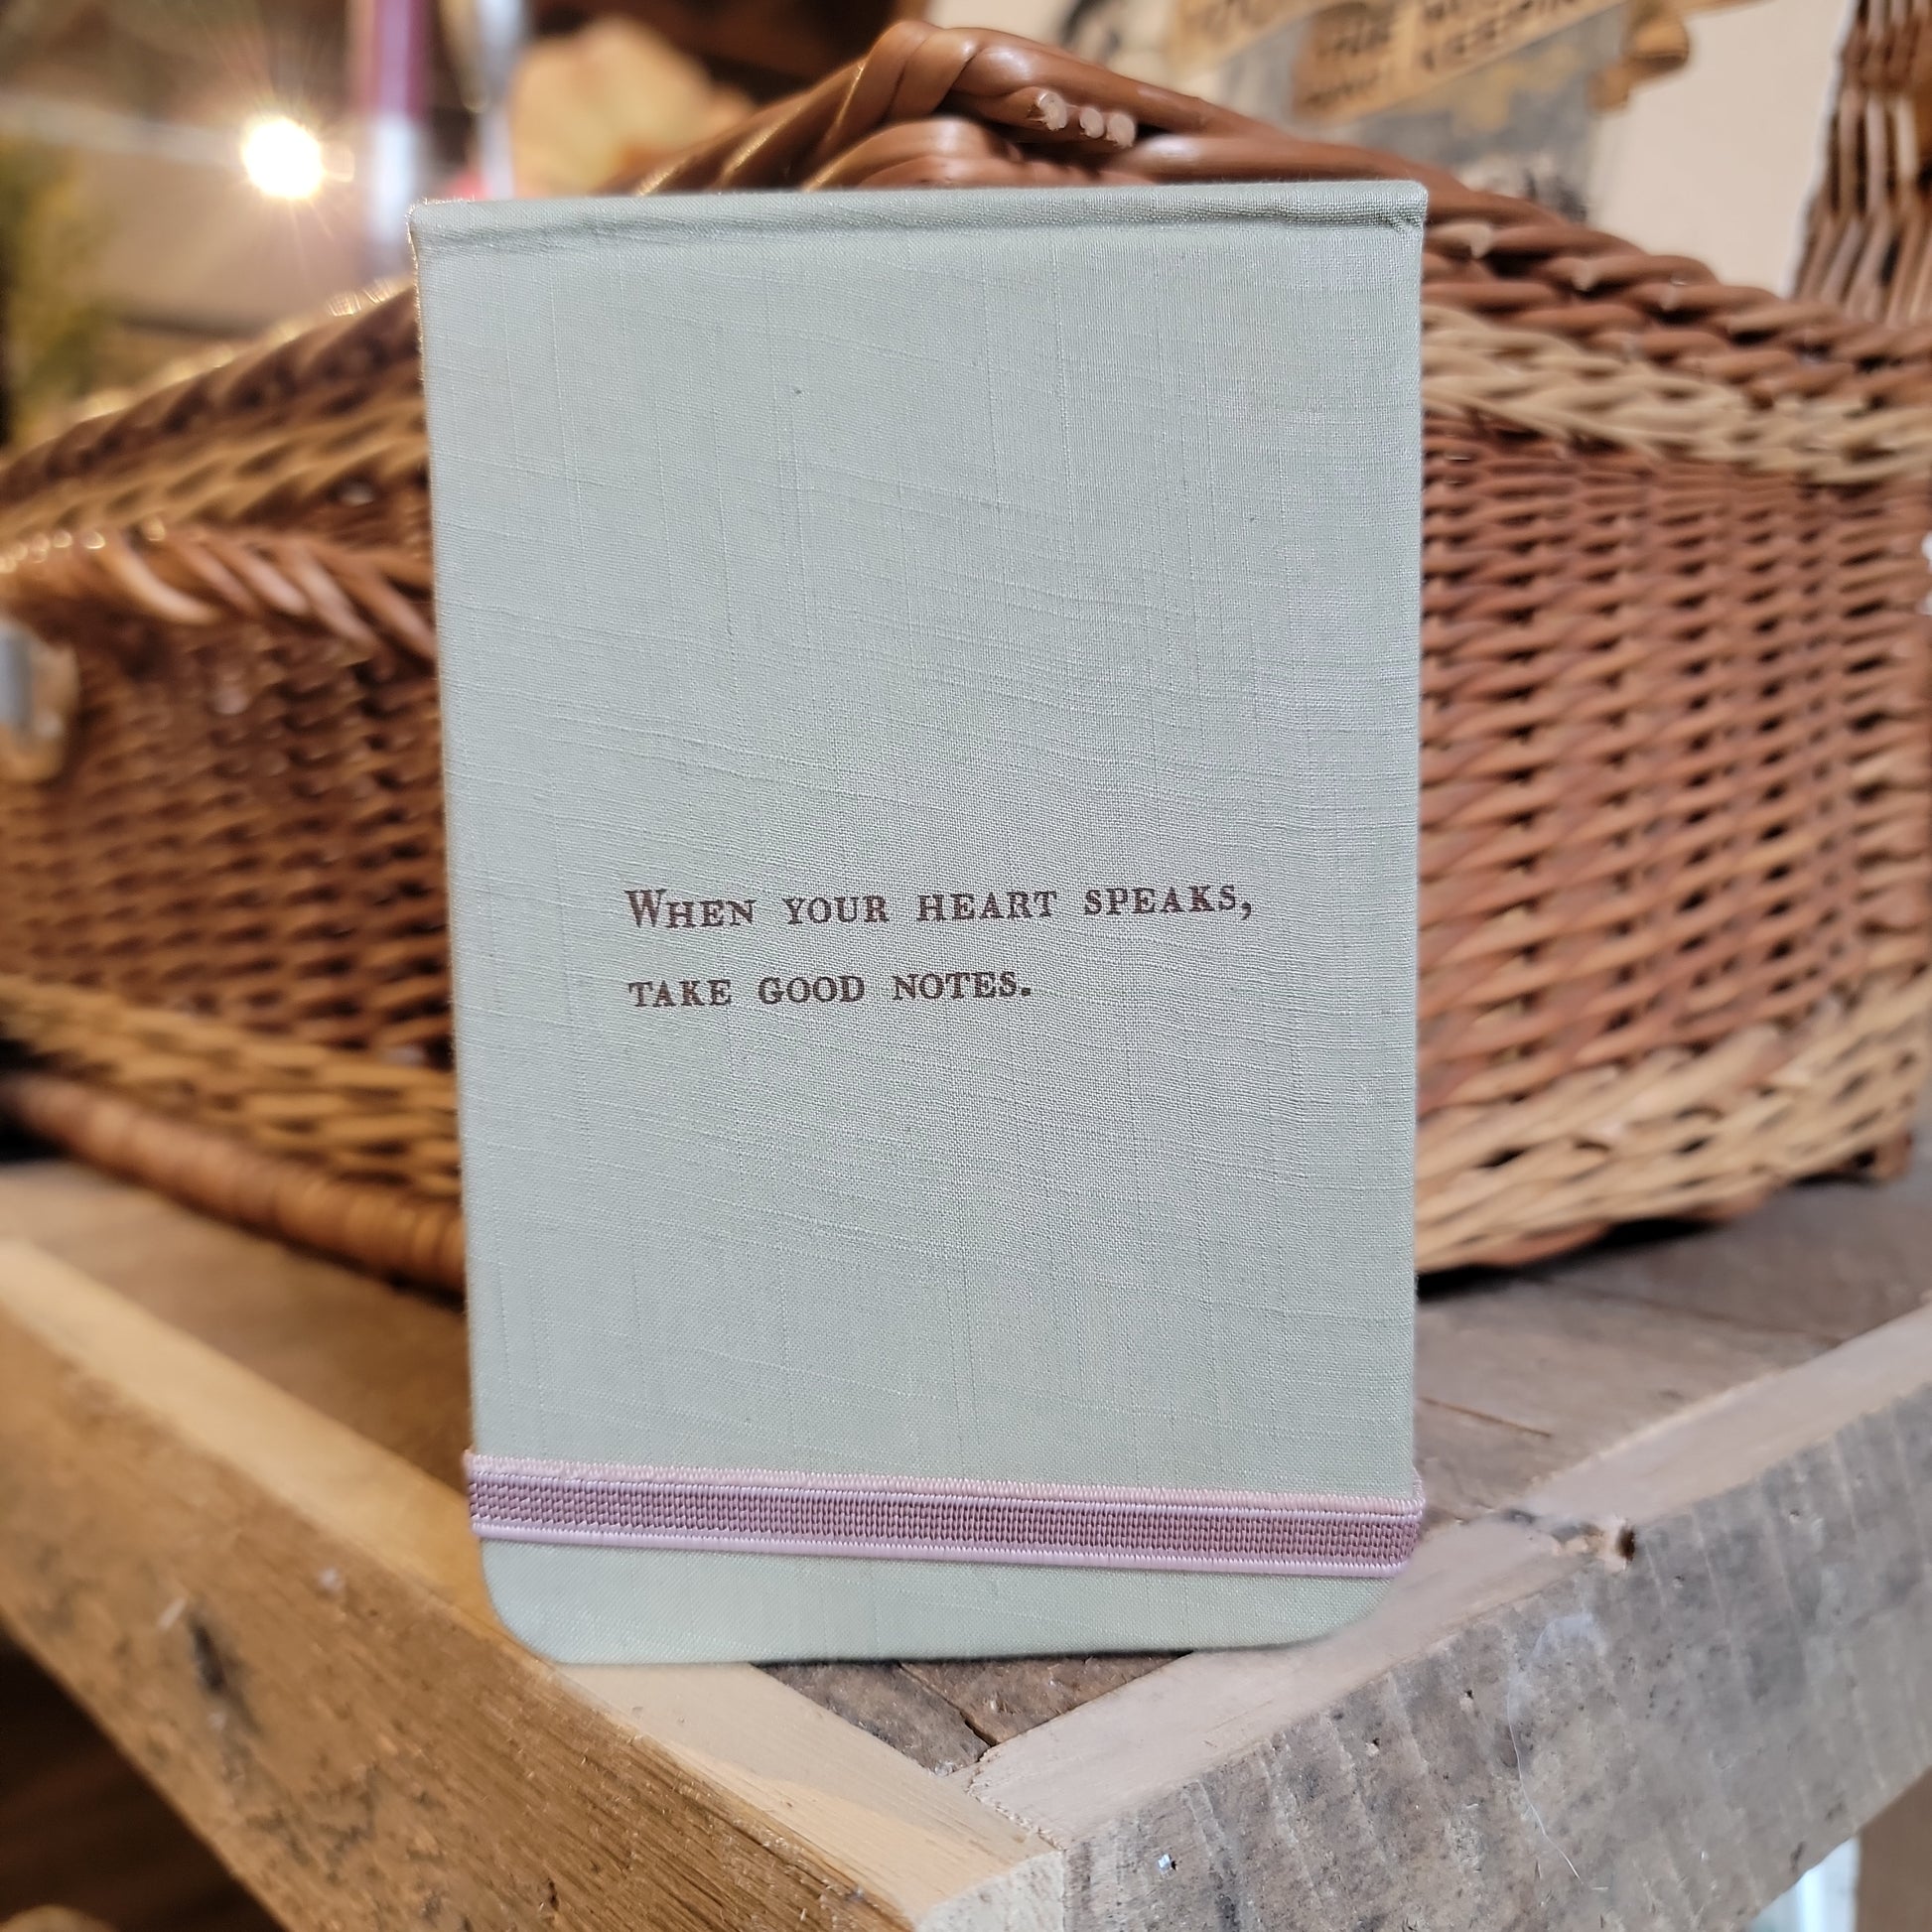 When your heart speaks,
take good notes.